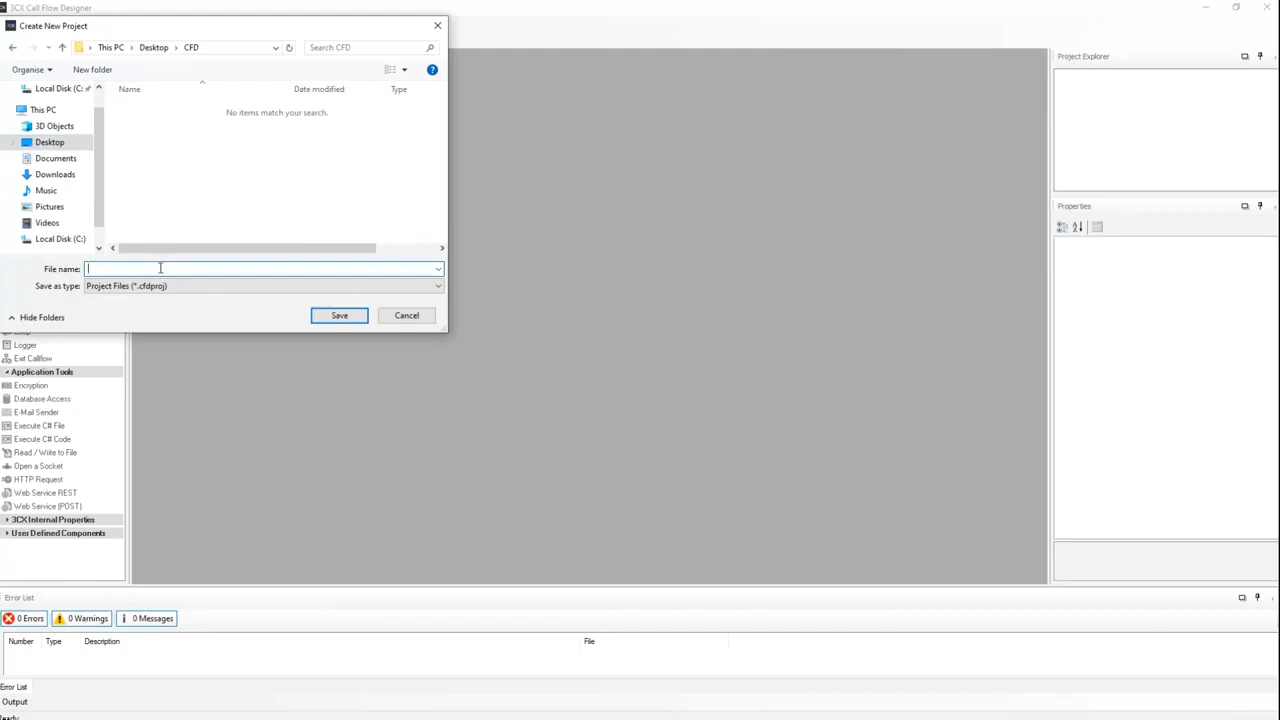 3CX Call Flow Designer
Create New Project
This PC
Desktop
CFD
Search CFD
Organise
New folder
Name
Date modified
Type
No items match your search.
Local Disk (C:
This PC
3D Objects
Desktop
Documents
Downloads
Music
Pictures
Videos
Local Disk (C:)
File name:
Save as type:
Project Files (*.cfdproj)
Hide Folders
Save
Cancel
Logger
Exit Callflow
Application Tools
Encryption
Database Access
E-Mail Sender
Execute C# File
Execute C# Code
Read / Write to File
Open a Socket
HTTP Request
Web Service REST
Web Service (POST)
3CX Internal Properties
User Defined Components
Project Explorer
Properties
Error List
0 Errors
0 Warnings
0 Messages
Number
Type
Description
File
Error List
Output